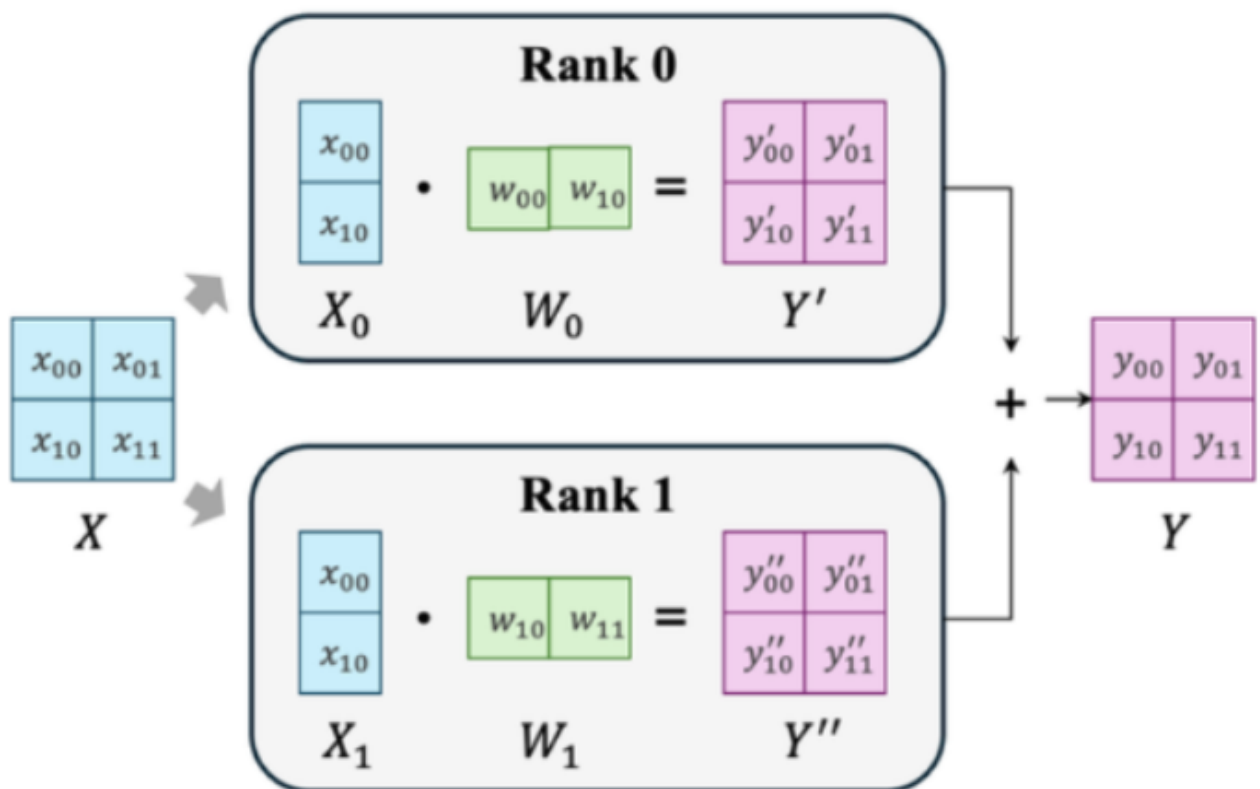 Rank 0
x₀₀
x₁₀
·
w₀₀ w₁₀
=
y′₀₀ y′₀₁
y′₁₀ y′₁₁
X₀ W₀ Y′
x₀₀ x₀₁
x₁₀ x₁₁
X
Rank 1
x₀₀
x₁₀
·
w₁₀ w₁₁
=
y″₀₀ y″₀₁
y″₁₀ y″₁₁
X₁ W₁ Y″
+
y₀₀ y₀₁
y₁₀ y₁₁
Y